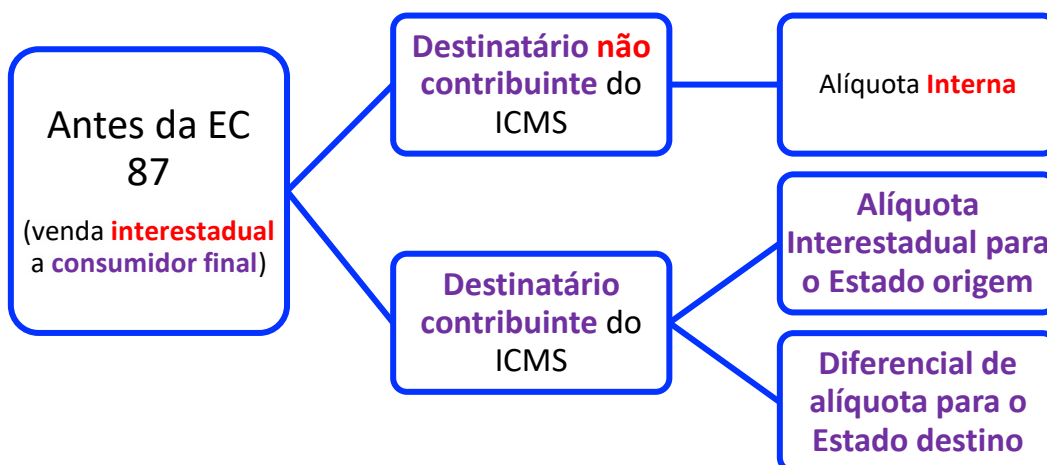 Antes da EC
87
(venda interestadual
a consumidor final)
Destinatário não
contribuinte do
ICMS
Alíquota Interna
Destinatário
contribuinte do
ICMS
Alíquota
Interestadual para
o Estado origem
Diferencial de
alíquota para o
Estado destino